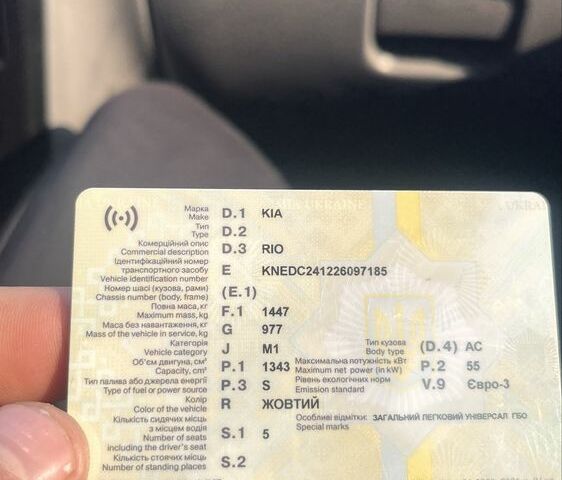 UKRAINE
UKRAINE
Марка
Make D.1 KIA
Тип
Type D.2
Комерційний опис
Commercial description D.3 RIO
Ідентифікаційний номер
транспортного засобу
Vehicle identification number E KNEDC241226097185
Номер шасі (кузова, рами)
Chassis number (body, frame) (E.1)
Повна маса, кг
Maximum mass, kg F.1 1447
Маса без навантаження, кг
Mass of the vehicle in service, kg G 977
Категорія
Vehicle category J M1
Тип кузова
Body type (D.4) AC
Об'єм двигуна, см³
Capacity, cm³ P.1 1343
Максимальна потужність кВт
Maximum net power (in kW) P.2 55
Тип палива або джерела енергії
Type of fuel or power source P.3 S
Рівень екологічних норм
Emission standard V.9 Євро-3
Колір
Color of the vehicle R ЖОВТИЙ
Особливі відмітки: ЗАГАЛЬНИЙ ЛЕГКОВИЙ УНІВЕРСАЛ ГБО
Special marks
Кількість сидячих місць
з місцем водія
Number of seats
including the driver's seat S.1 5
Кількість стоячих місць
Number of standing places S.2